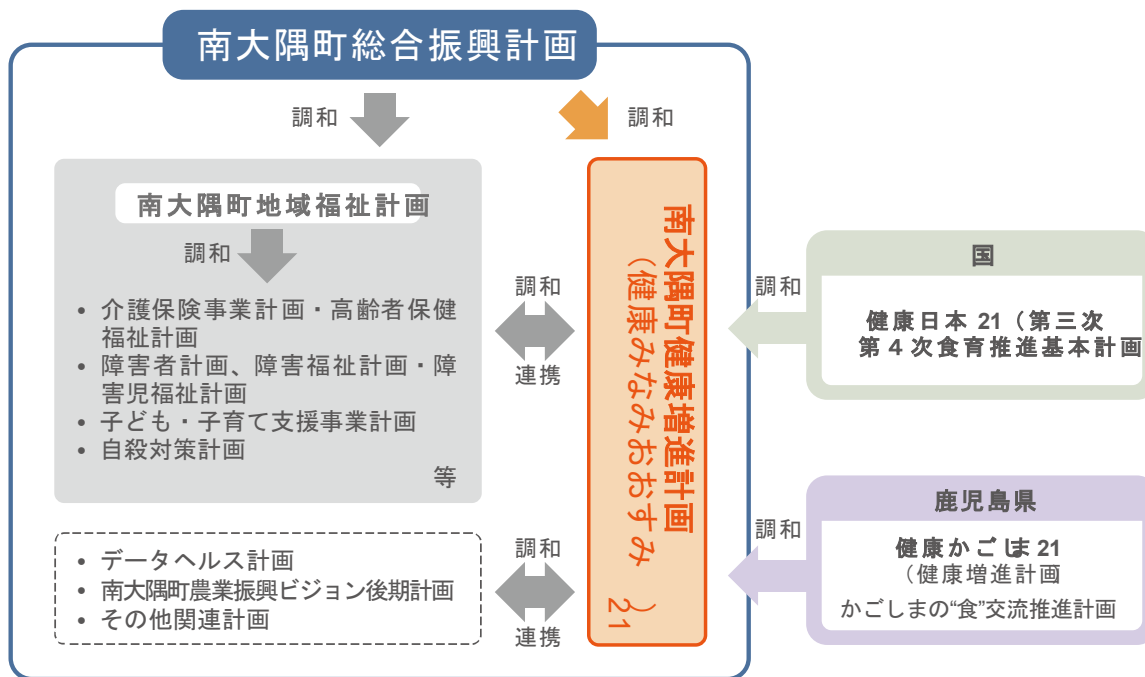 南大隅町総合振興計画
調和
調和
南大隅町地域福祉計画
調和
• 介護保険事業計画・高齢者保健
福祉計画
• 障害者計画、障害福祉計画・障
害児福祉計画
• 子ども・子育て支援事業計画
• 自殺対策計画
等
調和
連携
• データヘルス計画
• 南大隅町農業振興ビジョン後期計画
• その他関連計画
調和
連携
南大隅町健康増進計画
（健康みなみおおすみ 21）
調和
国
健康日本 21（第三次
第 4 次食育推進基本計画
調和
鹿児島県
健康かごしま 21
（健康増進計画
かごしまの“食”交流推進計画